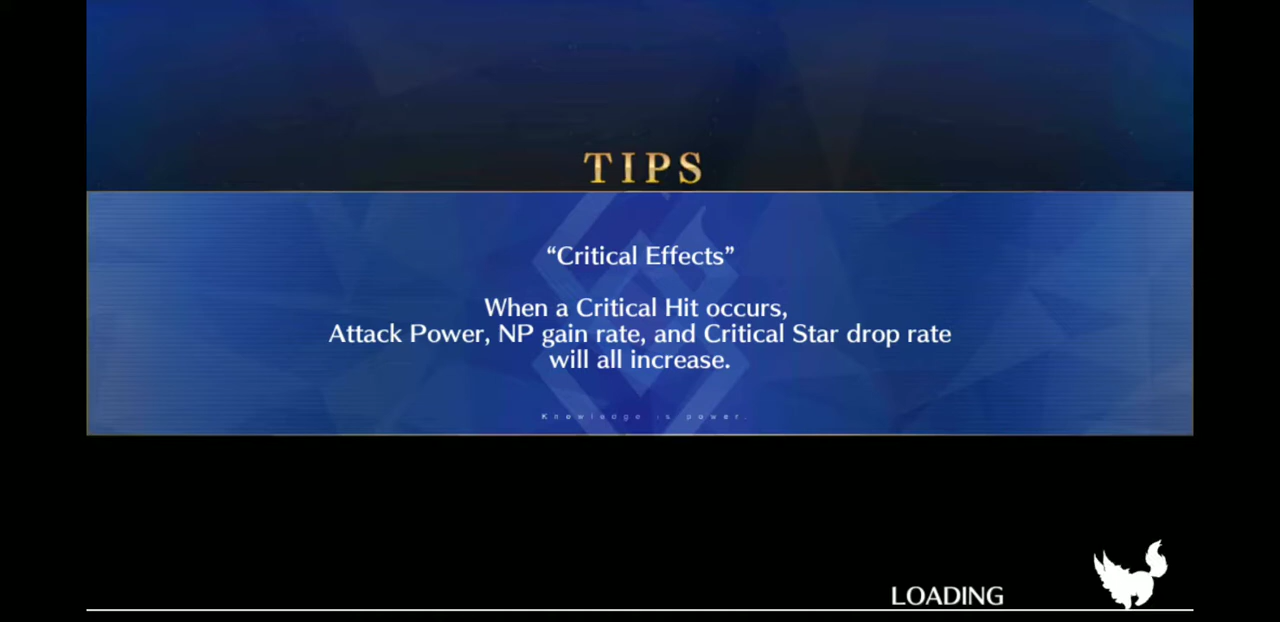 TIPS
“Critical Effects”
When a Critical Hit occurs,
Attack Power, NP gain rate, and Critical Star drop rate
will all increase.
Knowledge is power.
LOADING